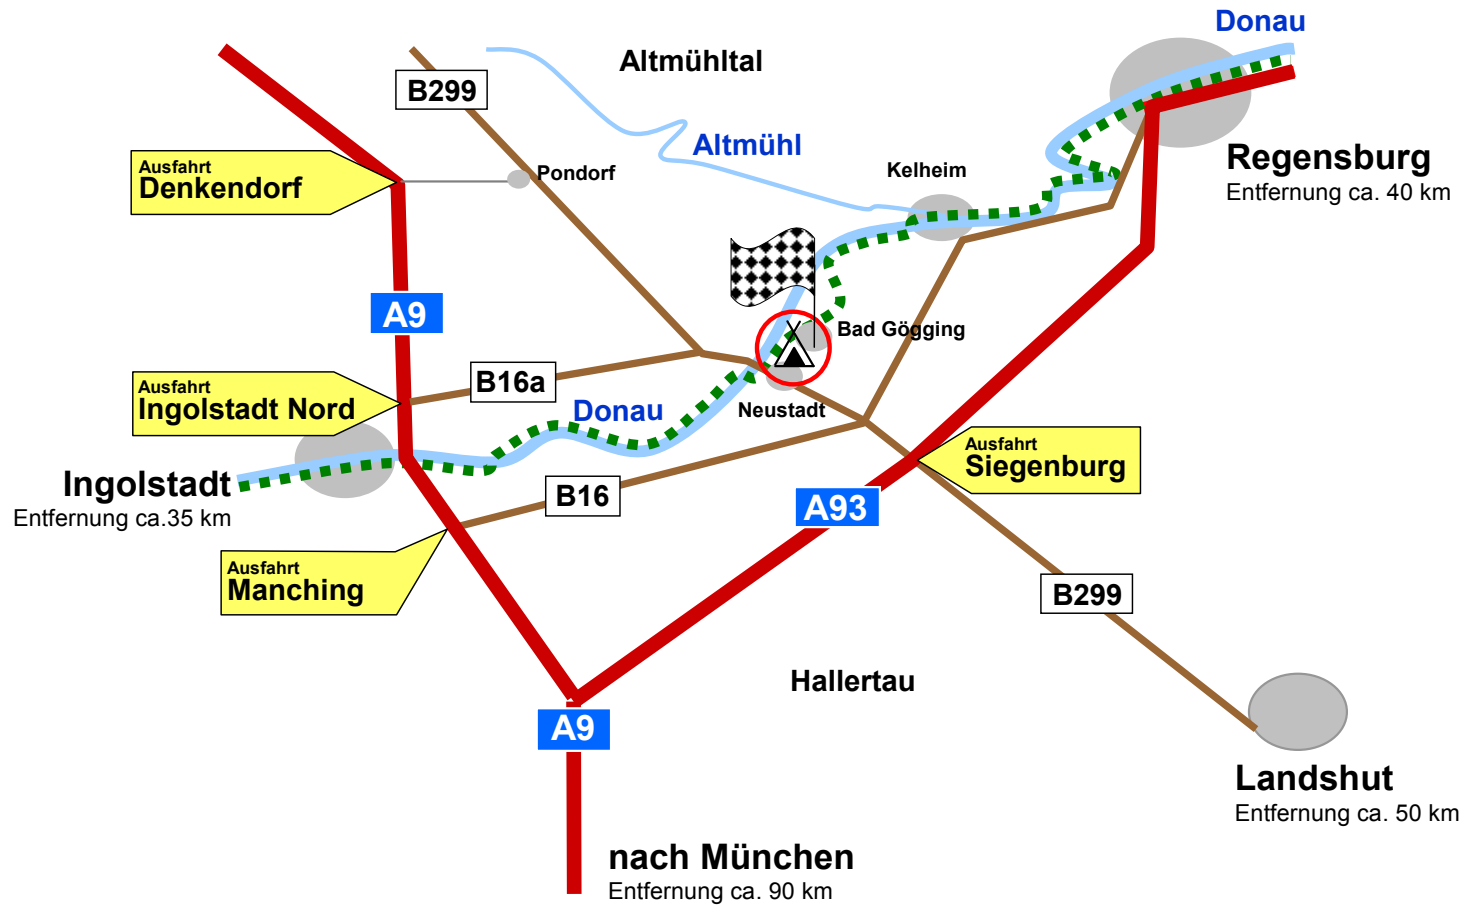 Donau
Altmühltal
B299
Altmühl
Ausfahrt
Denkendorf
Pondorf
Kelheim
Regensburg
Entfernung ca. 40 km
A9
Bad Gögging
B16a
Ausfahrt
Ingolstadt Nord
Donau
Neustadt
Ausfahrt
Siegenburg
Ingolstadt
Entfernung ca.35 km
B16
A93
Ausfahrt
Manching
B299
Hallertau
A9
Landshut
Entfernung ca. 50 km
nach München
Entfernung ca. 90 km